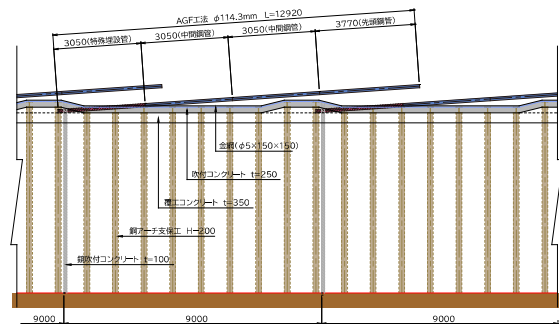 AGF工法 φ114.3mm L=12920
3050(特殊埋設管) 3050(中間鋼管) 3050(中間鋼管) 3770(先頭鋼管)
金網(φ5×150×150)
吹付コンクリート t=250
覆工コンクリート t=350
鋼アーチ支保工 H=200
鏡吹付コンクリート t=100
9000 9000 9000